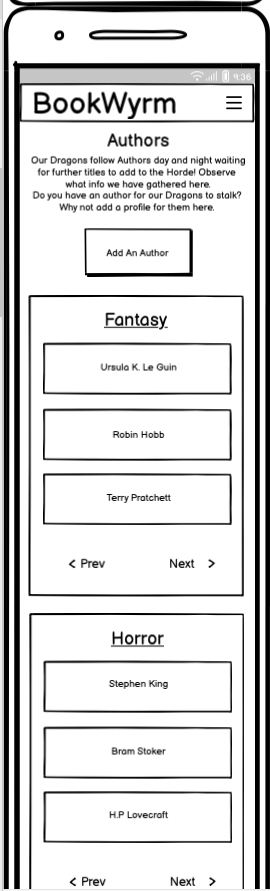 9:36
BookWyrm
Authors
Our Dragons follow Authors day and night waiting
for further titles to add to the Horde! Observe
what info we have gathered here.
Do you have an author for our Dragons to stalk?
Why not add a profile for them here.
Add An Author
Fantasy
Ursula K. Le Guin
Robin Hobb
Terry Pratchett
< Prev Next >
Horror
Stephen King
Bram Stoker
H.P Lovecraft
< Prev Next >